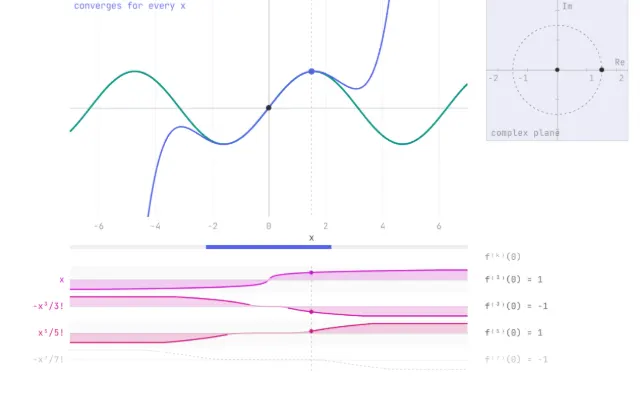 converges for every x
Im
Re
-2 -1 1 2
complex plane
-6 -4 -2 0 2 4 6
x
f⁽ᵏ⁾(0)
x f⁽¹⁾(0) = 1
-x³/3! f⁽³⁾(0) = -1
x⁵/5! f⁽⁵⁾(0) = 1
-x⁷/7! f⁽⁷⁾(0) = -1